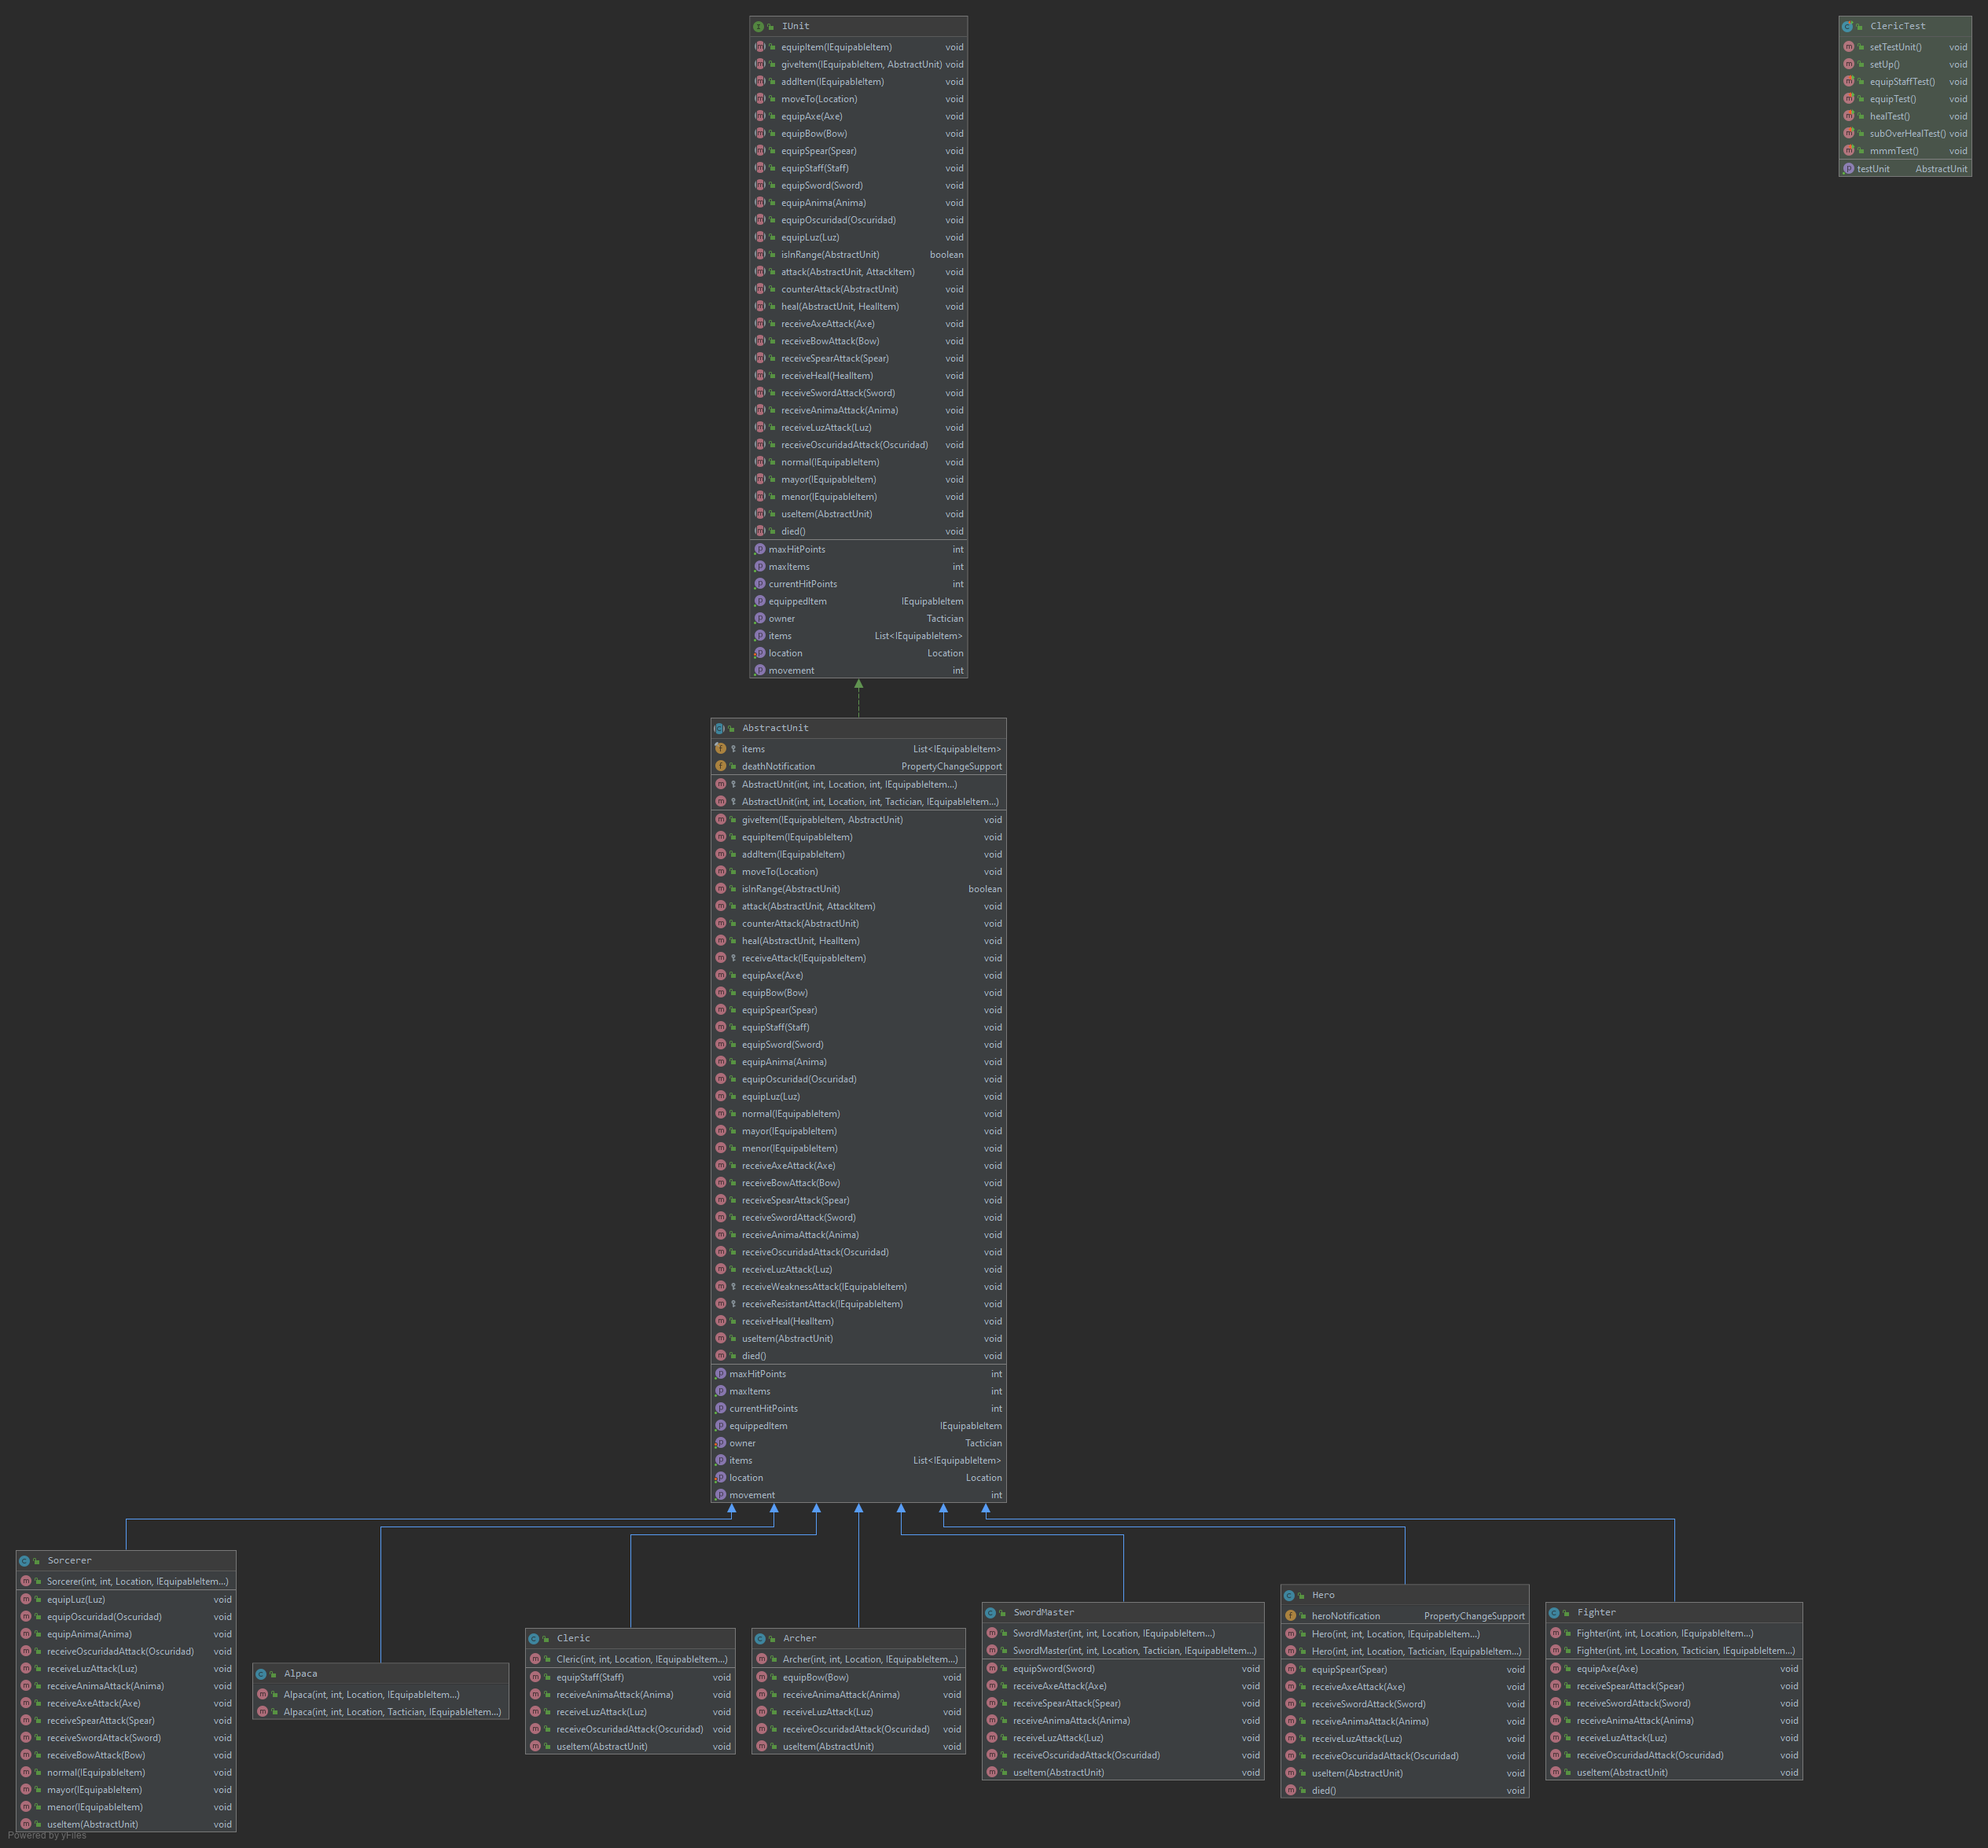 IUnit
equipItem(IEquipableItem) void
giveItem(IEquipableItem, AbstractUnit) void
addItem(IEquipableItem) void
moveTo(Location) void
equipAxe(Axe) void
equipBow(Bow) void
equipSpear(Spear) void
equipStaff(Staff) void
equipSword(Sword) void
equipAnima(Anima) void
equipOscuridad(Oscuridad) void
equipLuz(Luz) void
isInRange(AbstractUnit) boolean
attack(AbstractUnit, AttackItem) void
counterAttack(AbstractUnit) void
heal(AbstractUnit, HealItem) void
receiveAxeAttack(Axe) void
receiveBowAttack(Bow) void
receiveSpearAttack(Spear) void
receiveHeal(HealItem) void
receiveSwordAttack(Sword) void
receiveAnimaAttack(Anima) void
receiveLuzAttack(Luz) void
receiveOscuridadAttack(Oscuridad) void
normal(IEquipableItem) void
mayor(IEquipableItem) void
menor(IEquipableItem) void
useItem(AbstractUnit) void
died() void
maxHitPoints int
maxItems int
currentHitPoints int
equippedItem IEquipableItem
owner Tactician
items List<IEquipableItem>
location Location
movement int
ClericTest
setTestUnit() void
setUp() void
equipStaffTest() void
equipTest() void
healTest() void
subOverHealTest() void
mmmTest() void
testUnit AbstractUnit
AbstractUnit
items List<IEquipableItem>
deathNotification PropertyChangeSupport
AbstractUnit(int, int, Location, int, IEquipableItem...)
AbstractUnit(int, int, Location, int, Tactician, IEquipableItem...)
giveItem(IEquipableItem, AbstractUnit) void
equipItem(IEquipableItem) void
addItem(IEquipableItem) void
moveTo(Location) void
isInRange(AbstractUnit) boolean
attack(AbstractUnit, AttackItem) void
counterAttack(AbstractUnit) void
heal(AbstractUnit, HealItem) void
receiveAttack(IEquipableItem) void
equipAxe(Axe) void
equipBow(Bow) void
equipSpear(Spear) void
equipStaff(Staff) void
equipSword(Sword) void
equipAnima(Anima) void
equipOscuridad(Oscuridad) void
equipLuz(Luz) void
normal(IEquipableItem) void
mayor(IEquipableItem) void
menor(IEquipableItem) void
receiveAxeAttack(Axe) void
receiveBowAttack(Bow) void
receiveSpearAttack(Spear) void
receiveSwordAttack(Sword) void
receiveAnimaAttack(Anima) void
receiveOscuridadAttack(Oscuridad) void
receiveLuzAttack(Luz) void
receiveWeaknessAttack(IEquipableItem) void
receiveResistantAttack(IEquipableItem) void
receiveHeal(HealItem) void
useItem(AbstractUnit) void
died() void
maxHitPoints int
maxItems int
currentHitPoints int
equippedItem IEquipableItem
owner Tactician
items List<IEquipableItem>
location Location
movement int
Sorcerer
Sorcerer(int, int, Location, IEquipableItem...)
equipLuz(Luz) void
equipOscuridad(Oscuridad) void
equipAnima(Anima) void
receiveOscuridadAttack(Oscuridad) void
receiveLuzAttack(Luz) void
receiveAnimaAttack(Anima) void
receiveAxeAttack(Axe) void
receiveSpearAttack(Spear) void
receiveSwordAttack(Sword) void
receiveBowAttack(Bow) void
normal(IEquipableItem) void
mayor(IEquipableItem) void
menor(IEquipableItem) void
useItem(AbstractUnit) void
Alpaca
Alpaca(int, int, Location, IEquipableItem...)
Alpaca(int, int, Location, Tactician, IEquipableItem...)
Cleric
Cleric(int, int, Location, IEquipableItem...)
equipStaff(Staff) void
receiveAnimaAttack(Anima) void
receiveLuzAttack(Luz) void
receiveOscuridadAttack(Oscuridad) void
useItem(AbstractUnit) void
Archer
Archer(int, int, Location, IEquipableItem...)
equipBow(Bow) void
receiveAnimaAttack(Anima) void
receiveLuzAttack(Luz) void
receiveOscuridadAttack(Oscuridad) void
useItem(AbstractUnit) void
SwordMaster
SwordMaster(int, int, Location, IEquipableItem...)
SwordMaster(int, int, Location, Tactician, IEquipableItem...)
equipSword(Sword) void
receiveAxeAttack(Axe) void
receiveSpearAttack(Spear) void
receiveAnimaAttack(Anima) void
receiveLuzAttack(Luz) void
receiveOscuridadAttack(Oscuridad) void
useItem(AbstractUnit) void
Hero
heroNotification PropertyChangeSupport
Hero(int, int, Location, IEquipableItem...)
Hero(int, int, Location, Tactician, IEquipableItem...)
equipSpear(Spear) void
receiveAxeAttack(Axe) void
receiveSwordAttack(Sword) void
receiveAnimaAttack(Anima) void
receiveLuzAttack(Luz) void
receiveOscuridadAttack(Oscuridad) void
useItem(AbstractUnit) void
died() void
Fighter
Fighter(int, int, Location, IEquipableItem...)
Fighter(int, int, Location, Tactician, IEquipableItem...)
equipAxe(Axe) void
receiveSpearAttack(Spear) void
receiveSwordAttack(Sword) void
receiveAnimaAttack(Anima) void
receiveLuzAttack(Luz) void
receiveOscuridadAttack(Oscuridad) void
useItem(AbstractUnit) void
Powered by yFiles